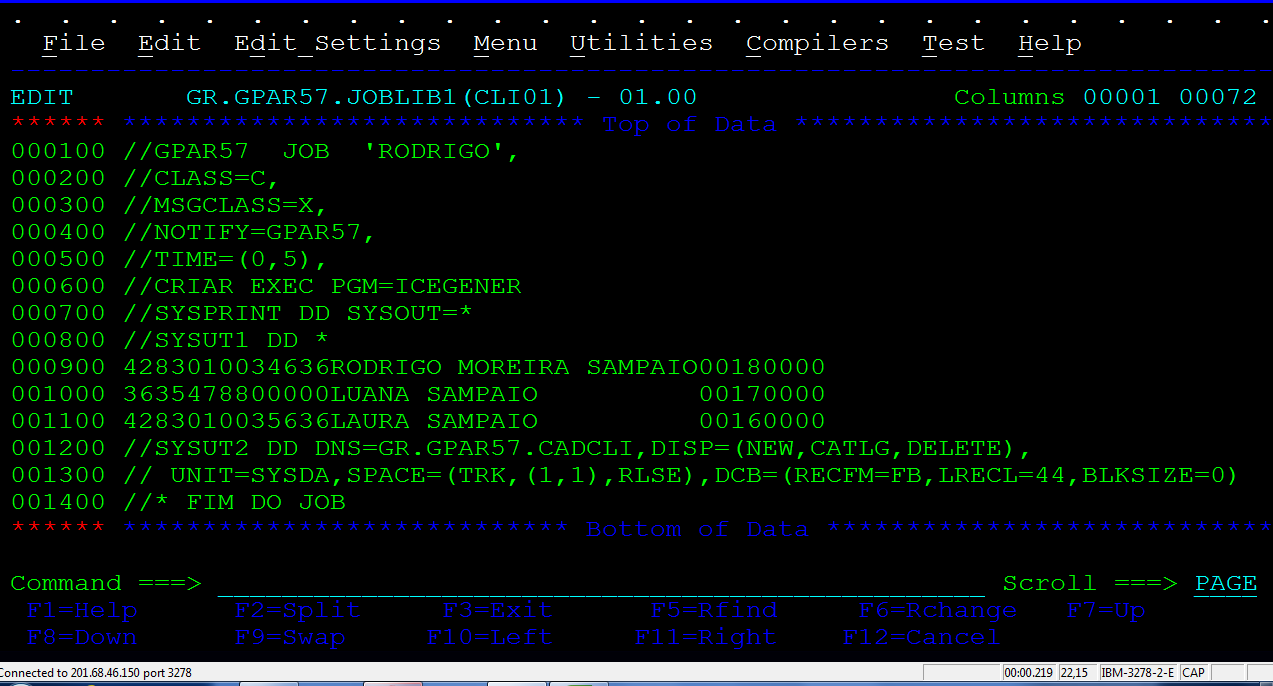 File Edit Edit_Settings Menu Utilities Compilers Test Help
EDIT GR.GPAR57.JOBLIB1(CLI01) - 01.00 Columns 00001 00072
****** ***************************** Top of Data ******************************
000100 //GPAR57  JOB  'RODRIGO',
000200 //CLASS=C,
000300 //MSGCLASS=X,
000400 //NOTIFY=GPAR57,
000500 //TIME=(0,5),
000600 //CRIAR EXEC PGM=ICEGENER
000700 //SYSPRINT DD SYSOUT=*
000800 //SYSUT1 DD *
000900 4283010034636RODRIGO MOREIRA SAMPAIO00180000
001000 3635478800000LUANA SAMPAIO          00170000
001100 4283010035636LAURA SAMPAIO          00160000
001200 //SYSUT2 DD DNS=GR.GPAR57.CADCLI,DISP=(NEW,CATLG,DELETE),
001300 // UNIT=SYSDA,SPACE=(TRK,(1,1),RLSE),DCB=(RECFM=FB,LRECL=44,BLKSIZE=0)
001400 //* FIM DO JOB
****** **************************** Bottom of Data ****************************
Command ===> Scroll ===> PAGE
F1=Help F2=Split F3=Exit F5=Rfind F6=Rchange F7=Up
F8=Down F9=Swap F10=Left F11=Right F12=Cancel
Connected to 201.68.46.150 port 3278 00:00.219 22,15 IBM-3278-2-E CAP